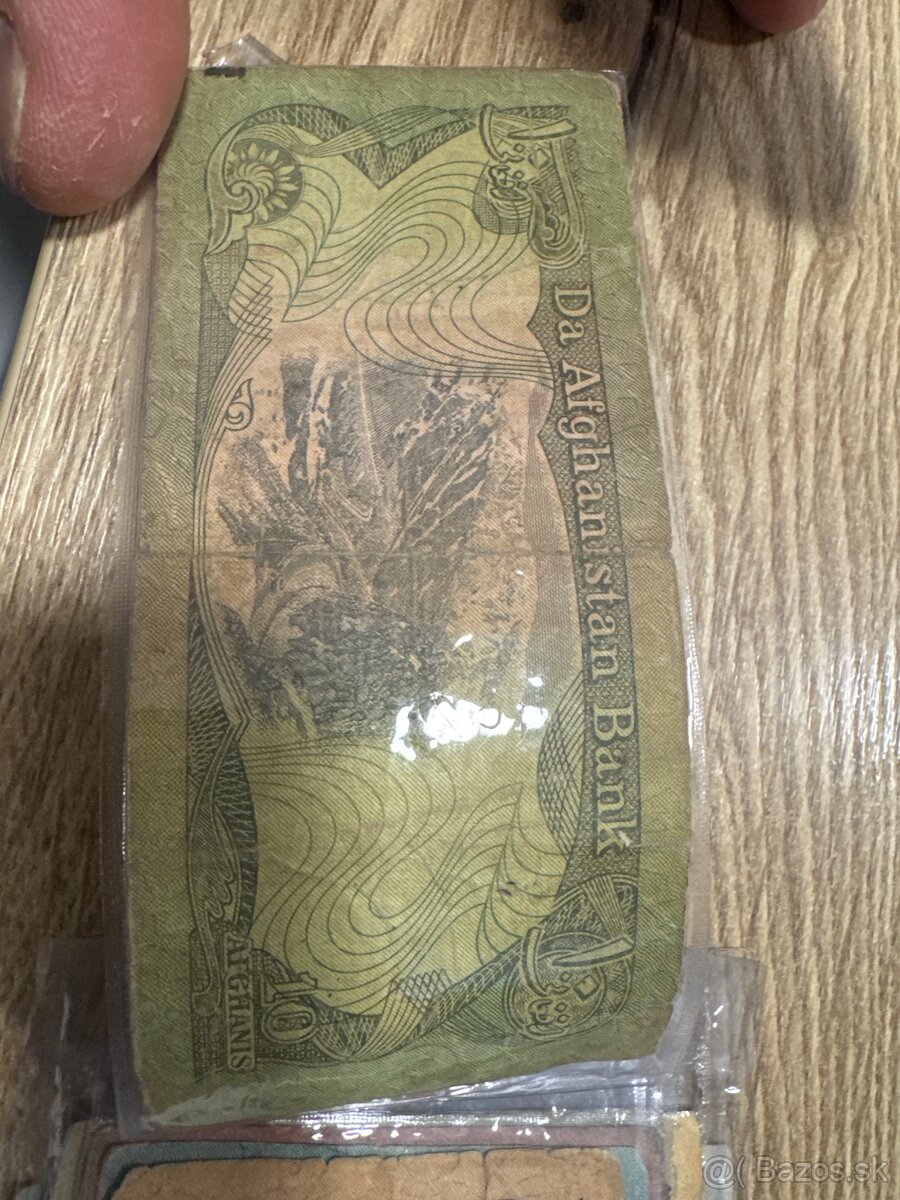 Da Afghanistan Bank
10
AFGHANIS
@( Bazos.sk